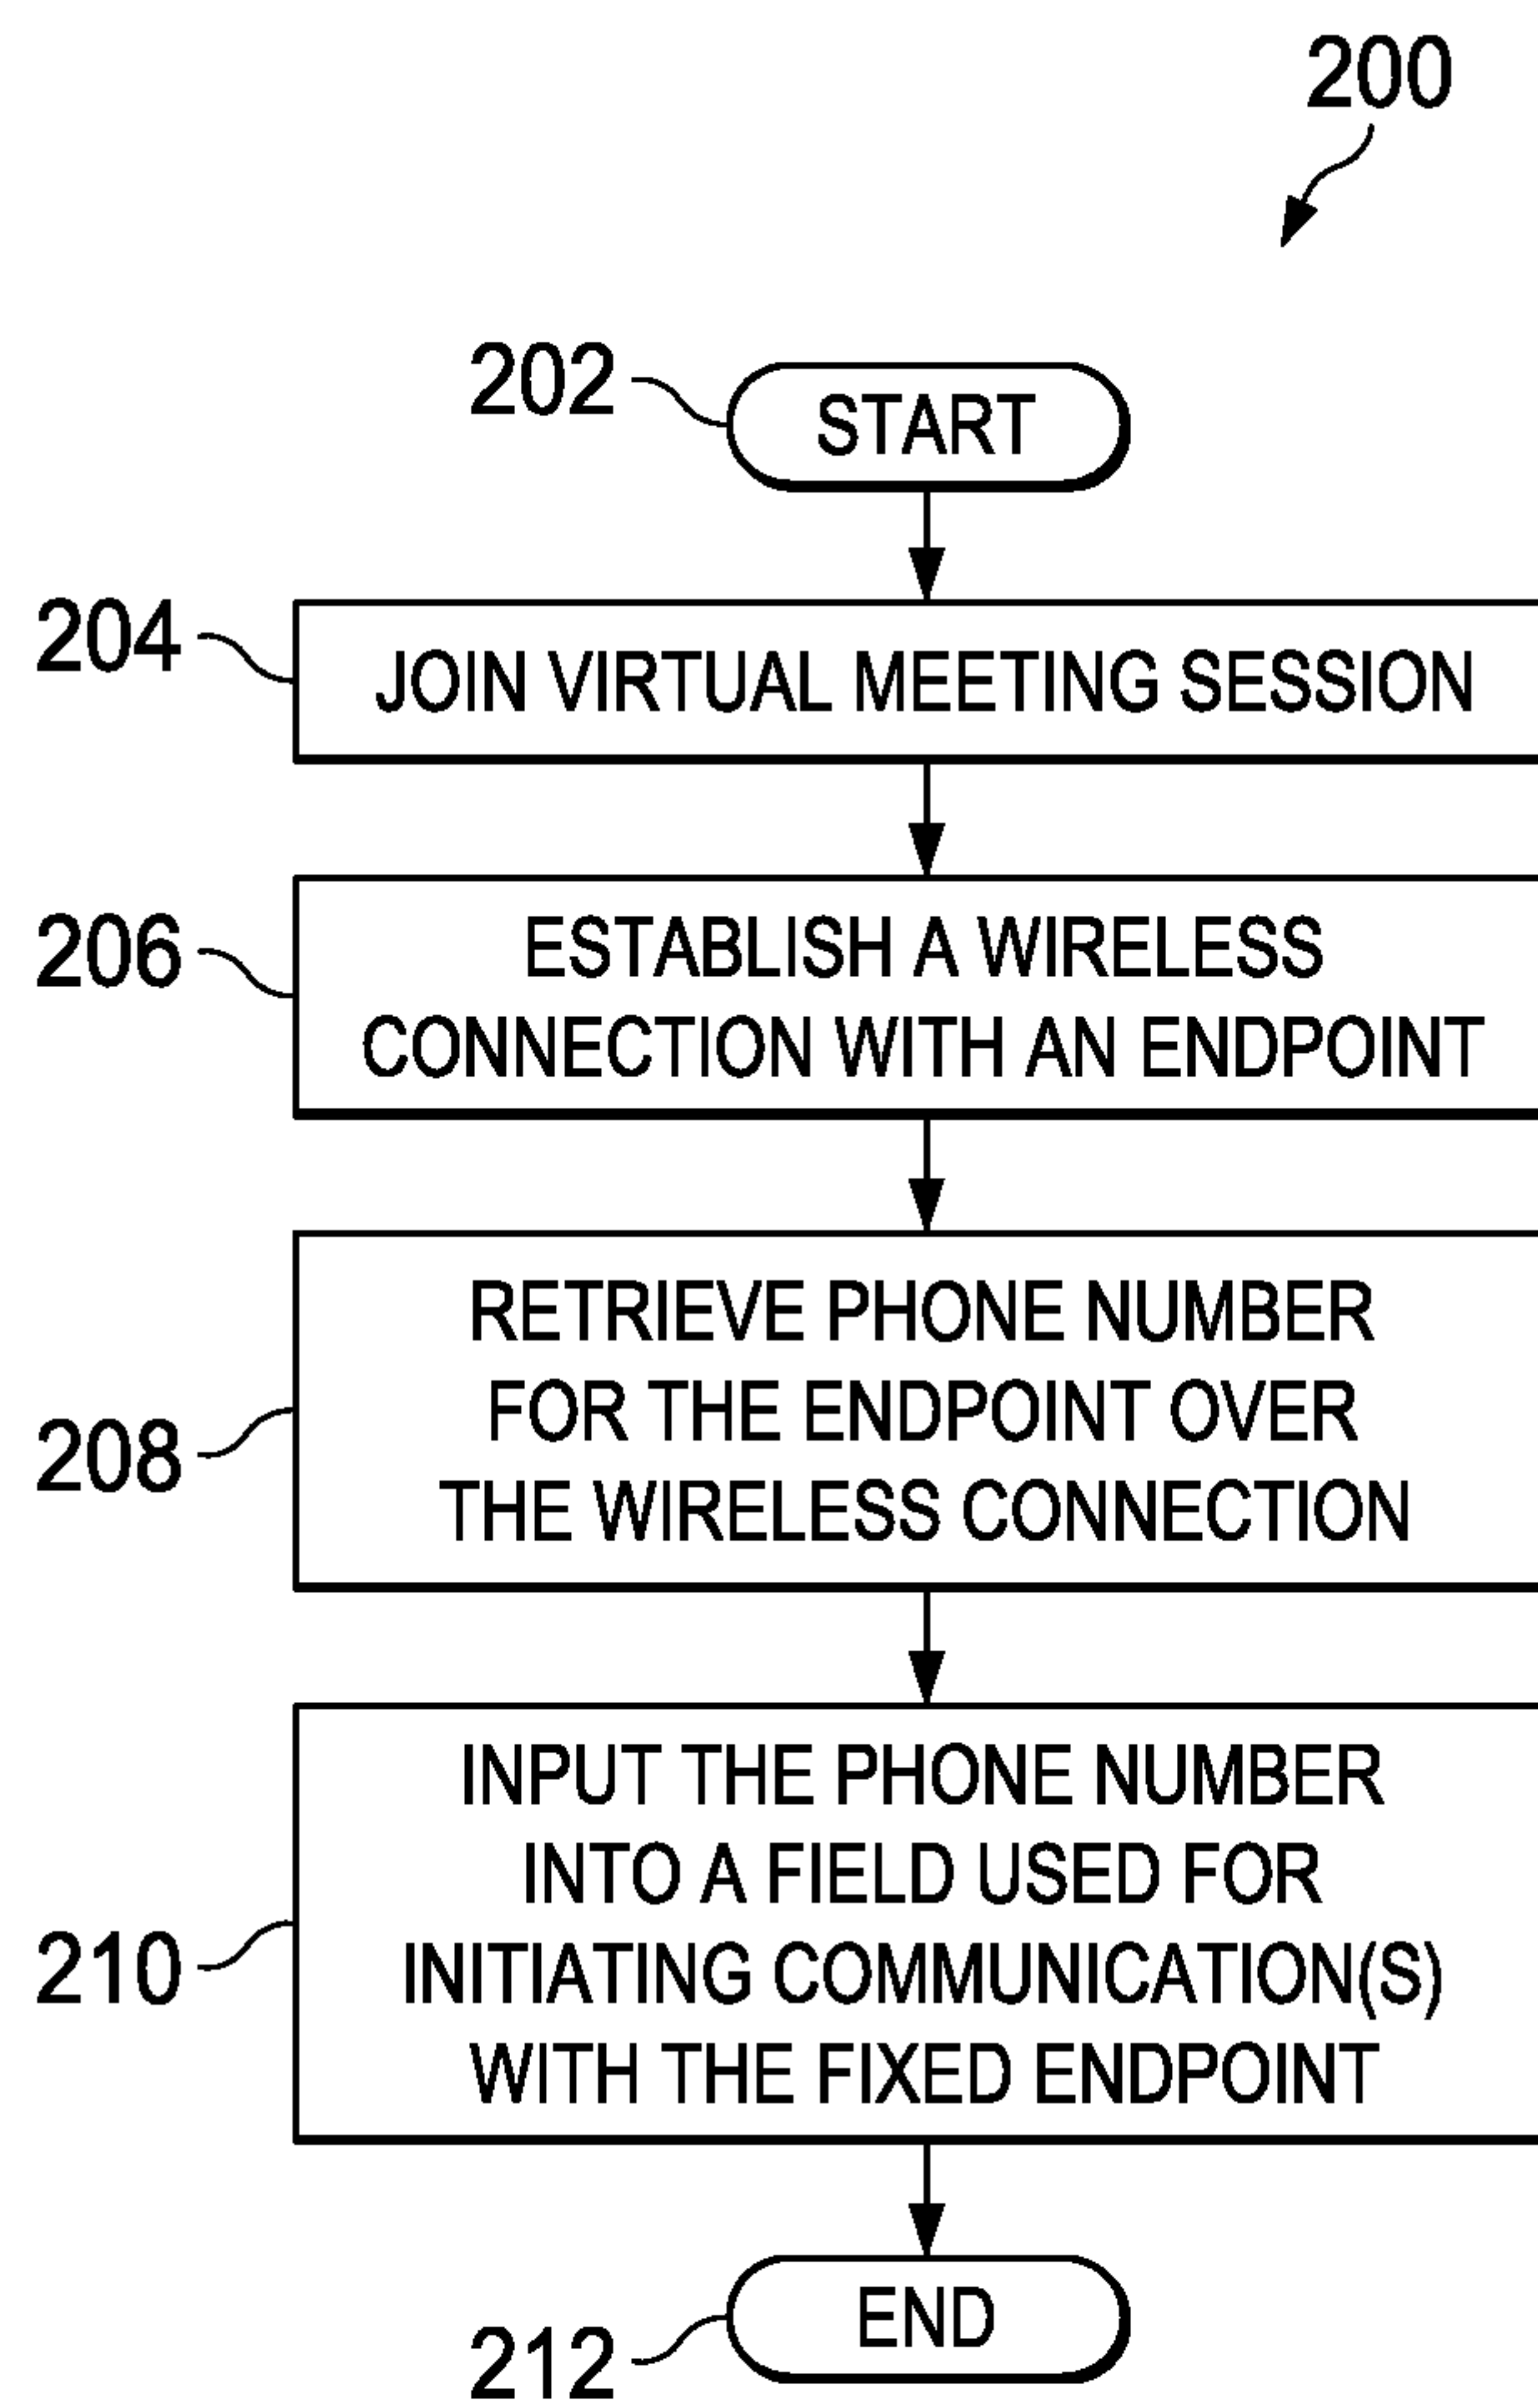 200
202
START
204
JOIN VIRTUAL MEETING SESSION
206
ESTABLISH A WIRELESS
CONNECTION WITH AN ENDPOINT
208
RETRIEVE PHONE NUMBER
FOR THE ENDPOINT OVER
THE WIRELESS CONNECTION
210
INPUT THE PHONE NUMBER
INTO A FIELD USED FOR
INITIATING COMMUNICATION(S)
WITH THE FIXED ENDPOINT
212
END